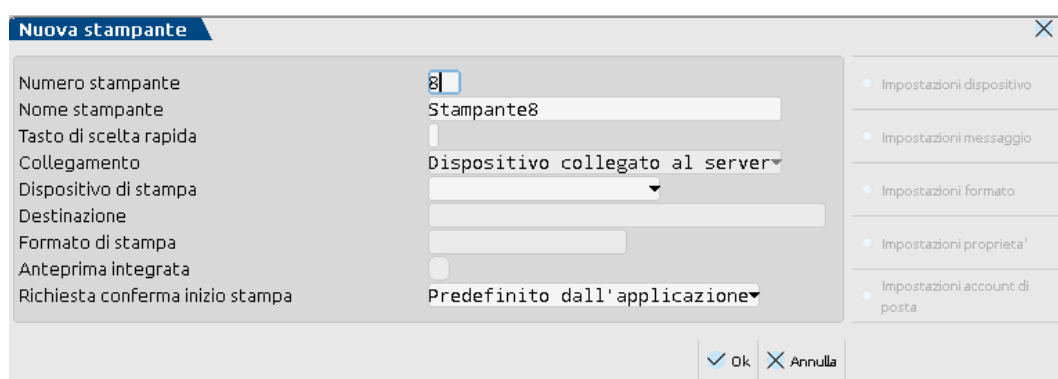 Nuova stampante
Numero stampante 8
Nome stampante Stampante8
Tasto di scelta rapida
Collegamento Dispositivo collegato al server
Dispositivo di stampa
Destinazione
Formato di stampa
Anteprima integrata
Richiesta conferma inizio stampa Predefinito dall'applicazione
Impostazioni dispositivo
Impostazioni messaggio
Impostazioni formato
Impostazioni proprieta'
Impostazioni account di
posta
Ok Annulla